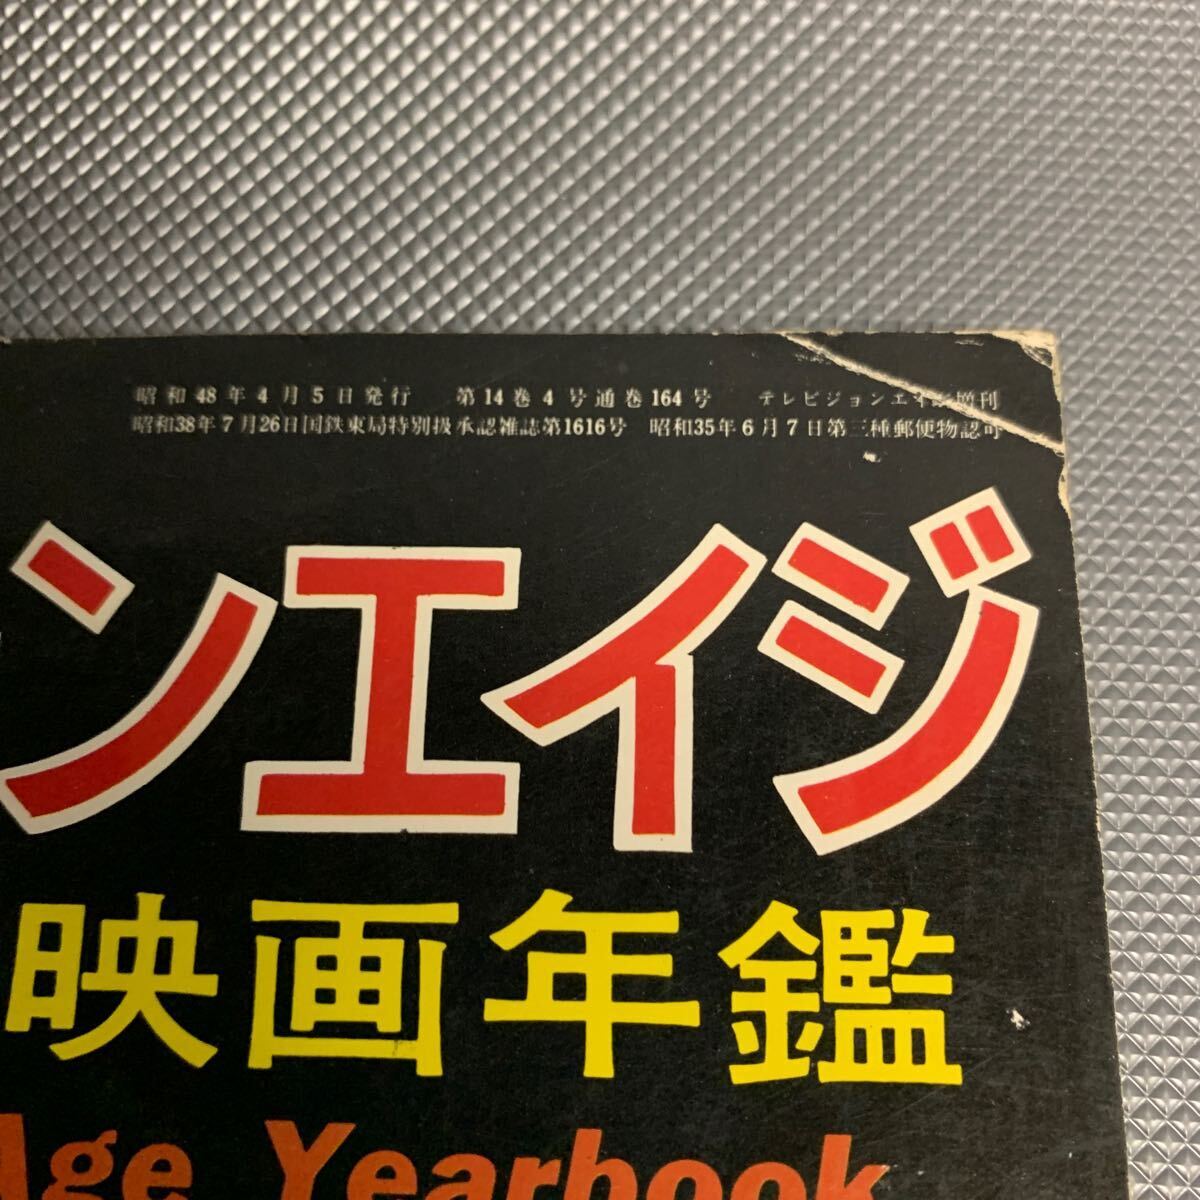 昭和48年4月5日発行 第14巻4号通巻164号 テレビジョンエイジ増刊
昭和38年7月26日国鉄東局特別扱承認雑誌第1616号 昭和35年6月7日第三種郵便物認可
ンエイジ
映画年鑑
Age Yearbook